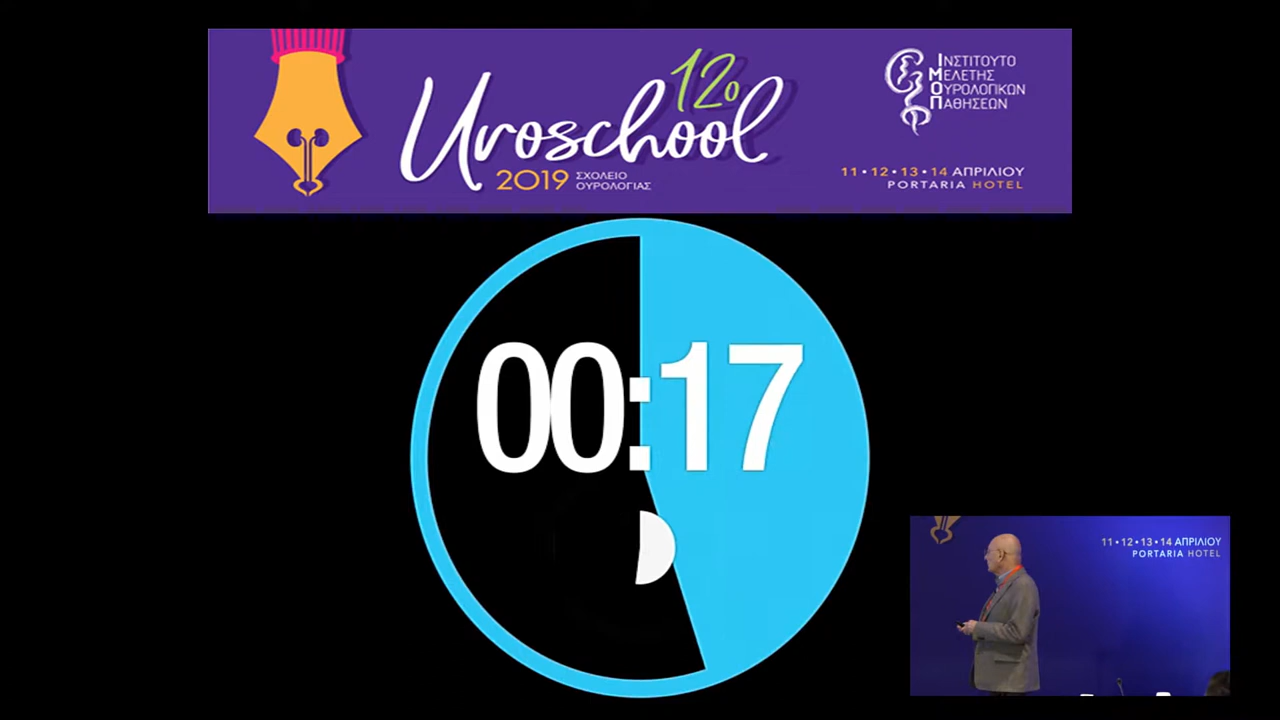 12ο
Uroschool
2019 ΣΧΟΛΕΙΟ
ΟΥΡΟΛΟΓΙΑΣ
ΙΝΣΤΙΤΟΥΤΟ
ΜΕΛΕΤΗΣ
ΟΥΡΟΛΟΓΙΚΩΝ
ΠΑΘΗΣΕΩΝ
11•12•13•14 ΑΠΡΙΛΙΟΥ
PORTARIA HOTEL
00:17
11•12•13•14 ΑΠΡΙΛΙΟΥ
PORTARIA HOTEL